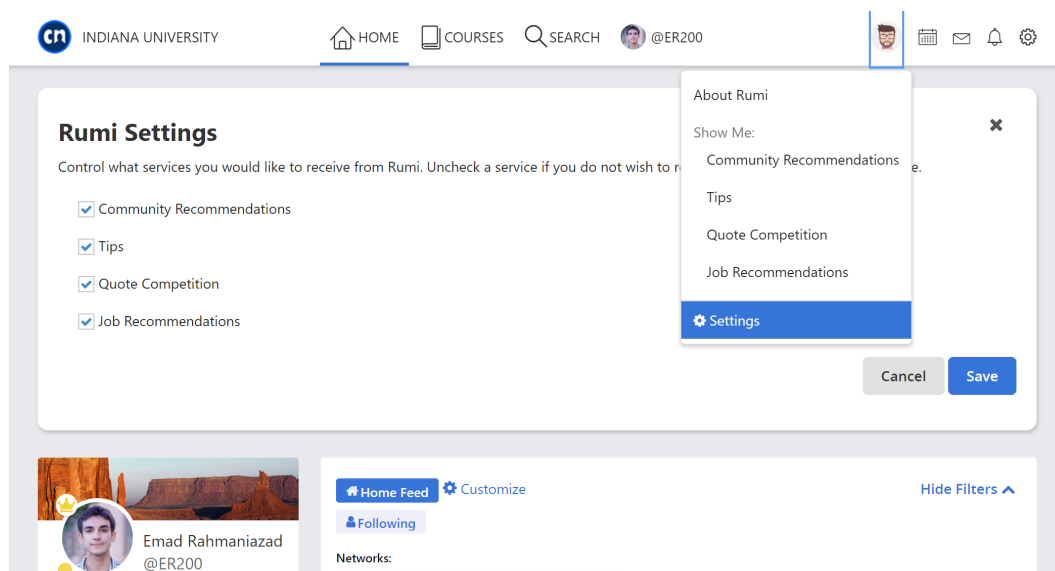 cn INDIANA UNIVERSITY HOME COURSES SEARCH @ER200
About Rumi
Show Me:
Community Recommendations
Tips
Quote Competition
Job Recommendations
Settings
Rumi Settings
Control what services you would like to receive from Rumi. Uncheck a service if you do not wish to
Community Recommendations
Tips
Quote Competition
Job Recommendations
Cancel Save
Emad Rahmaniazad
@ER200
Home Feed Customize Hide Filters
Following
Networks: